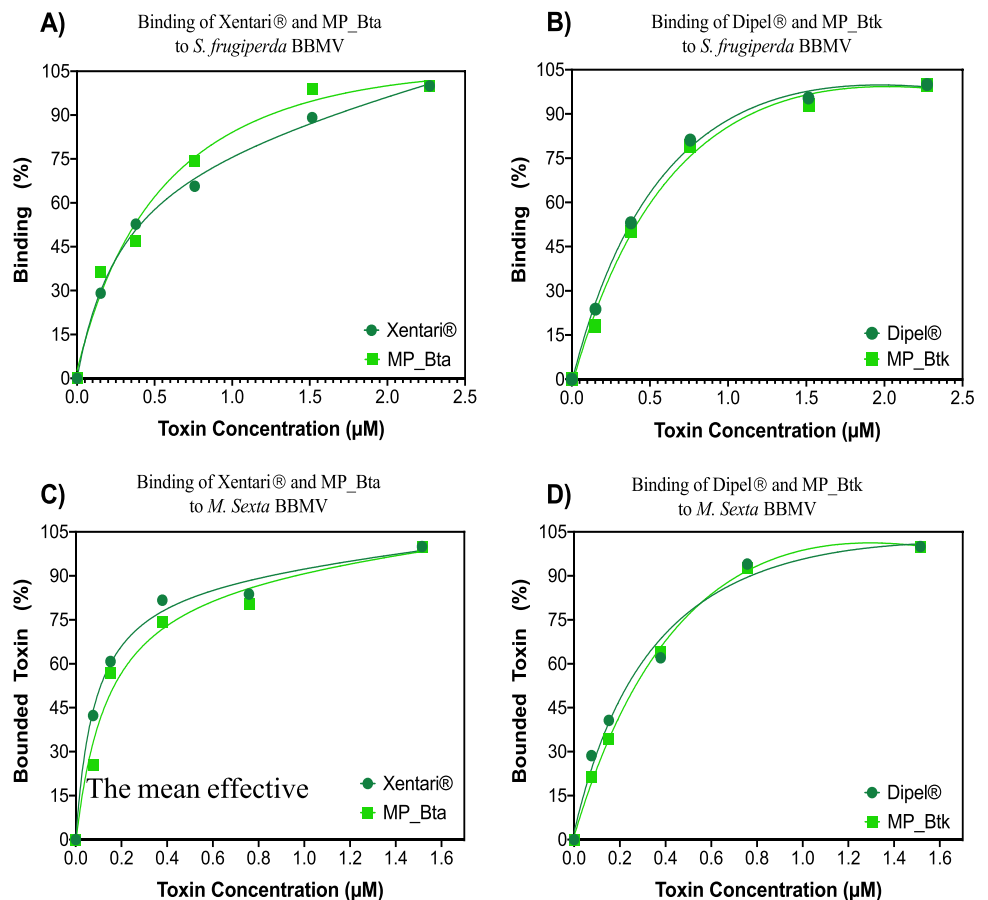 A)
Binding of Xentari® and MP_Bta
to S. frugiperda BBMV
105
90
75
60
45
30
15
0
Binding (%)
0.0 0.5 1.0 1.5 2.0 2.5
Toxin Concentration (µM)
Xentari®
MP_Bta
B)
Binding of Dipel® and MP_Btk
to S. frugiperda BBMV
105
90
75
60
45
30
15
0
Binding (%)
0.0 0.5 1.0 1.5 2.0 2.5
Toxin Concentration (µM)
Dipel®
MP_Btk
C)
Binding of Xentari® and MP_Bta
to M. Sexta BBMV
105
90
75
60
45
30
15
0
Bounded Toxin (%)
The mean effective
Xentari®
MP_Bta
0.0 0.2 0.4 0.6 0.8 1.0 1.2 1.4 1.6
Toxin Concentration (µM)
D)
Binding of Dipel® and MP_Btk
to M. Sexta BBMV
105
90
75
60
45
30
15
0
Bounded Toxin (%)
Dipel®
MP_Btk
0.0 0.2 0.4 0.6 0.8 1.0 1.2 1.4 1.6
Toxin Concentration (µM)